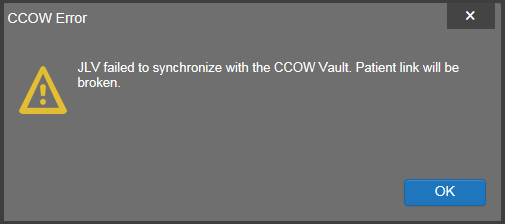 CCOW Error
x
JLV failed to synchronize with the CCOW Vault. Patient link will be
broken.
OK